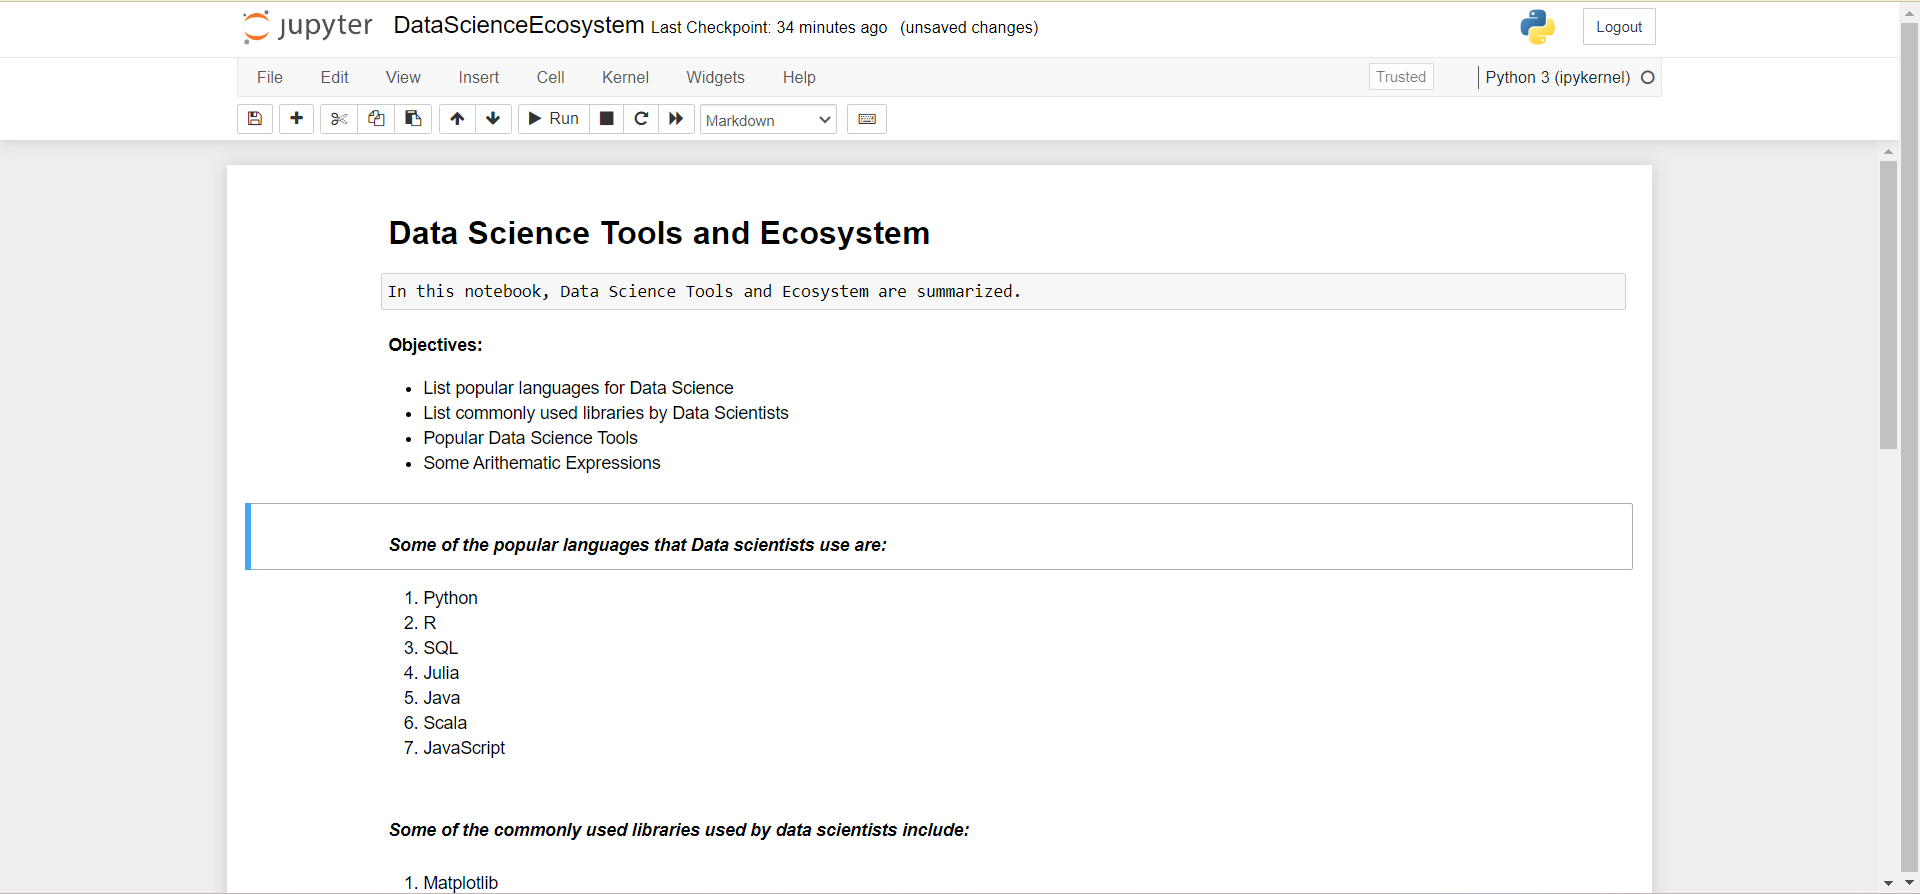 jupyter DataScienceEcosystem Last Checkpoint: 34 minutes ago (unsaved changes) Logout
File Edit View Insert Cell Kernel Widgets Help Trusted Python 3 (ipykernel)
Run Markdown
Data Science Tools and Ecosystem
In this notebook, Data Science Tools and Ecosystem are summarized.
Objectives:
• List popular languages for Data Science
• List commonly used libraries by Data Scientists
• Popular Data Science Tools
• Some Arithematic Expressions
Some of the popular languages that Data scientists use are:
1. Python
2. R
3. SQL
4. Julia
5. Java
6. Scala
7. JavaScript
Some of the commonly used libraries used by data scientists include:
1. Matplotlib